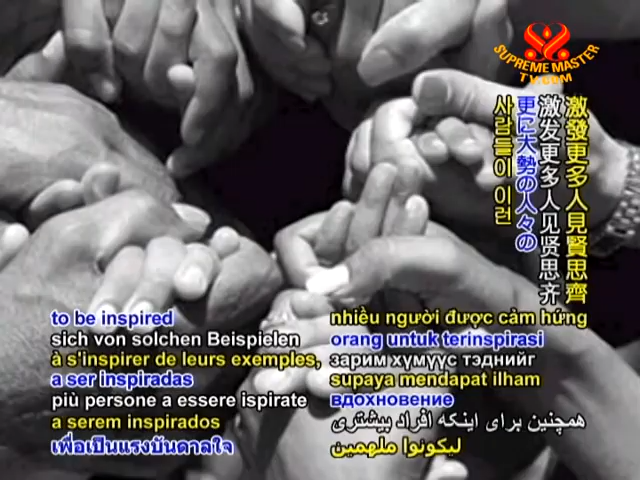 SUPREME MASTER
TV.COM
激發更多人見賢思齊
激发更多人见贤思齐
更に大勢の人々の
사람들이 이런
to be inspired
sich von solchen Beispielen
à s'inspirer de leurs exemples,
a ser inspiradas
più persone a essere ispirate
a serem inspirados
เพื่อเป็นแรงบันดาลใจ
nhiều người được cảm hứng
orang untuk terinspirasi
зарим хүмүүс тэднийг
supaya mendapat ilham
вдохновение
همچنین برای اینکه افراد بیشتری
ليكونوا ملهمين